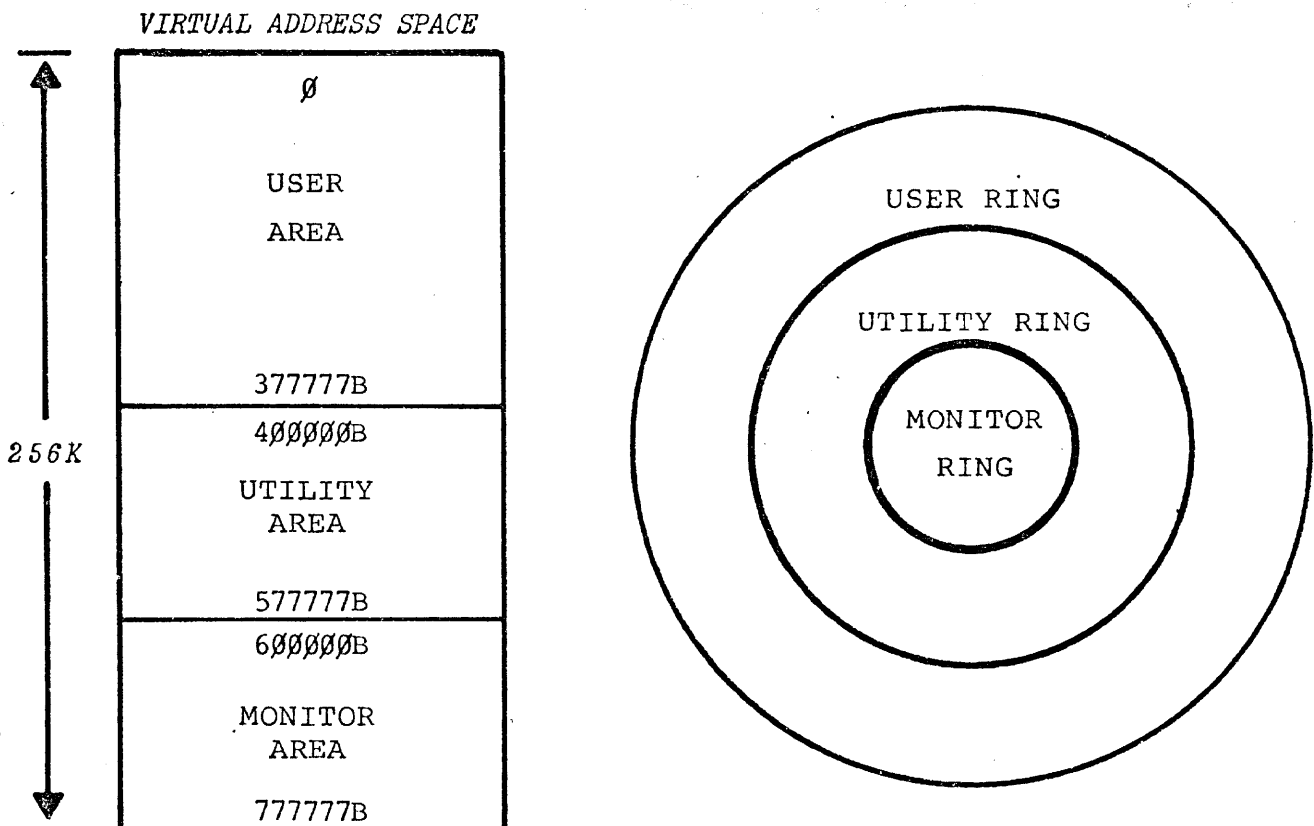 VIRTUAL ADDRESS SPACE
Ø
USER
AREA
377777B
256K
4ØØØØØB
UTILITY
AREA
577777B
6ØØØØØB
MONITOR
AREA
777777B
USER RING
UTILITY RING
MONITOR
RING